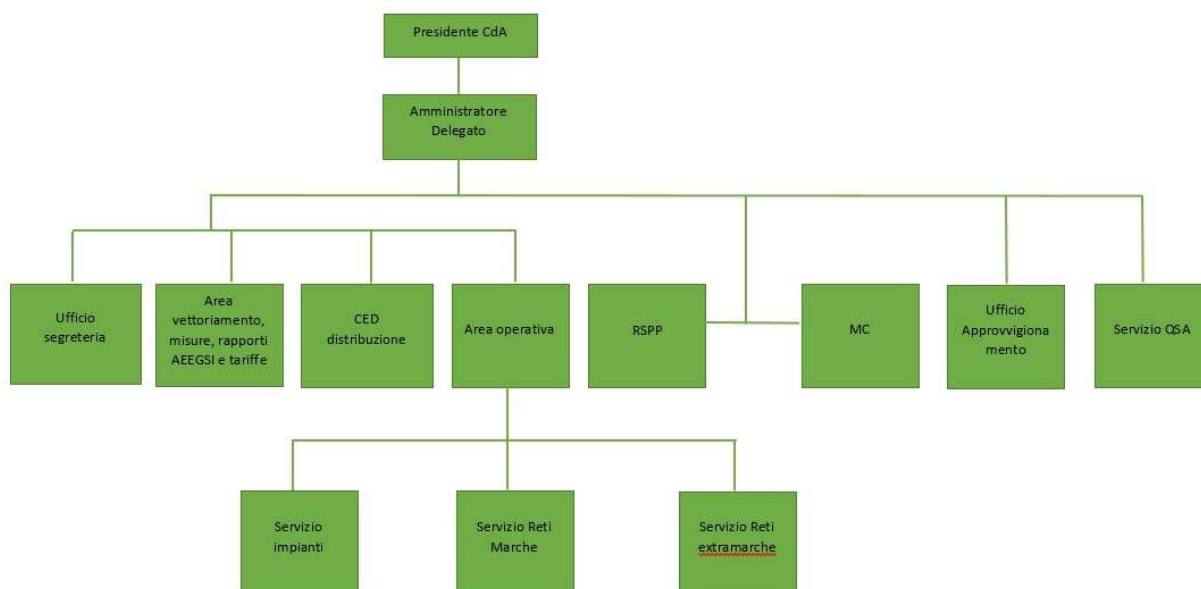 Presidente CdA
Amministratore
Delegato
Ufficio
segreteria
Area
vettoriamento,
misure, rapporti
AEEGSI e tariffe
CED
distribuzione
Area operativa
RSPP
MC
Ufficio
Approvvigiona
mento
Servizio QSA
Servizio
impianti
Servizio Reti
Marche
Servizio Reti
extramarche